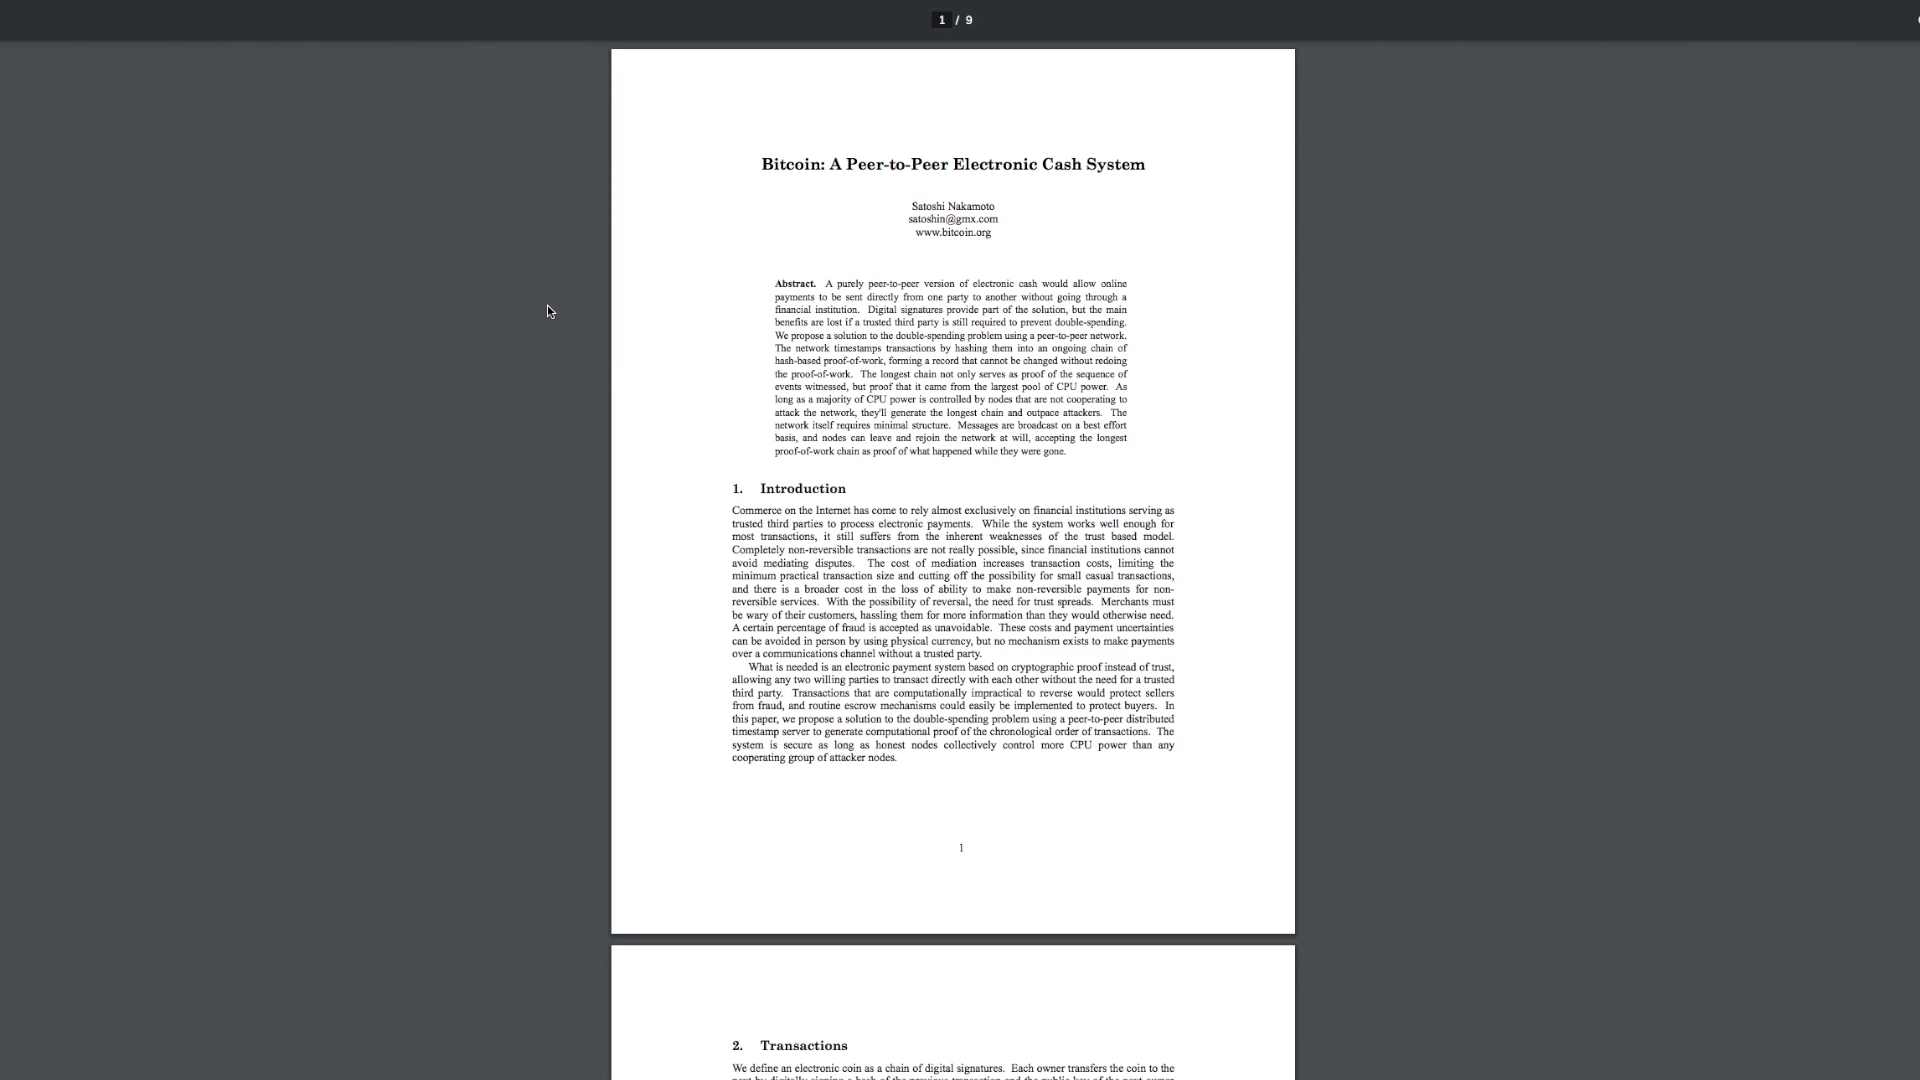 1 / 9
Bitcoin: A Peer-to-Peer Electronic Cash System
Satoshi Nakamoto
satoshin@gmx.com
www.bitcoin.org
Abstract. A purely peer-to-peer version of electronic cash would allow online
payments to be sent directly from one party to another without going through a
financial institution. Digital signatures provide part of the solution, but the main
benefits are lost if a trusted third party is still required to prevent double-spending.
We propose a solution to the double-spending problem using a peer-to-peer network.
The network timestamps transactions by hashing them into an ongoing chain of
hash-based proof-of-work, forming a record that cannot be changed without redoing
the proof-of-work. The longest chain not only serves as proof of the sequence of
events witnessed, but proof that it came from the largest pool of CPU power. As
long as a majority of CPU power is controlled by nodes that are not cooperating to
attack the network, they'll generate the longest chain and outpace attackers. The
network itself requires minimal structure. Messages are broadcast on a best effort
basis, and nodes can leave and rejoin the network at will, accepting the longest
proof-of-work chain as proof of what happened while they were gone.
1. Introduction
Commerce on the Internet has come to rely almost exclusively on financial institutions serving as
trusted third parties to process electronic payments. While the system works well enough for
most transactions, it still suffers from the inherent weaknesses of the trust based model.
Completely non-reversible transactions are not really possible, since financial institutions cannot
avoid mediating disputes. The cost of mediation increases transaction costs, limiting the
minimum practical transaction size and cutting off the possibility for small casual transactions,
and there is a broader cost in the loss of ability to make non-reversible payments for non-
reversible services. With the possibility of reversal, the need for trust spreads. Merchants must
be wary of their customers, hassling them for more information than they would otherwise need.
A certain percentage of fraud is accepted as unavoidable. These costs and payment uncertainties
can be avoided in person by using physical currency, but no mechanism exists to make payments
over a communications channel without a trusted party.
What is needed is an electronic payment system based on cryptographic proof instead of trust,
allowing any two willing parties to transact directly with each other without the need for a trusted
third party. Transactions that are computationally impractical to reverse would protect sellers
from fraud, and routine escrow mechanisms could easily be implemented to protect buyers. In
this paper, we propose a solution to the double-spending problem using a peer-to-peer distributed
timestamp server to generate computational proof of the chronological order of transactions. The
system is secure as long as honest nodes collectively control more CPU power than any
cooperating group of attacker nodes.
1
2. Transactions
We define an electronic coin as a chain of digital signatures. Each owner transfers the coin to the